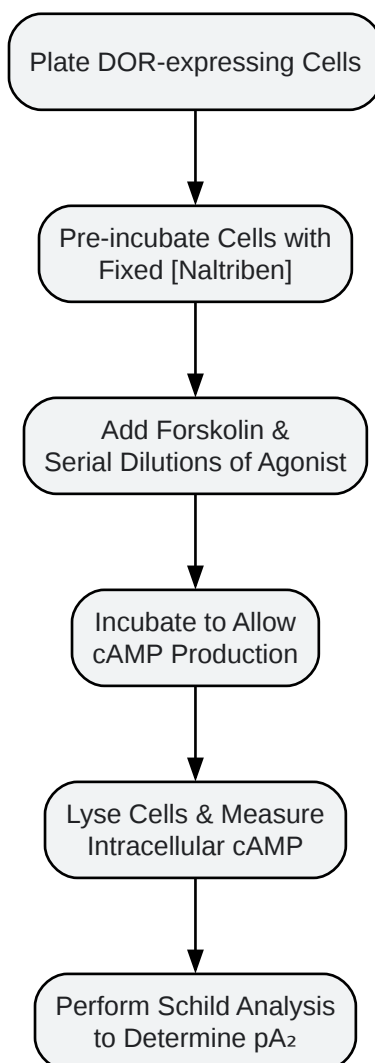 Plate DOR-expressing Cells
Pre-incubate Cells with
Fixed [Naltriben]
Add Forskolin &
Serial Dilutions of Agonist
Incubate to Allow
cAMP Production
Lyse Cells & Measure
Intracellular cAMP
Perform Schild Analysis
to Determine pA₂